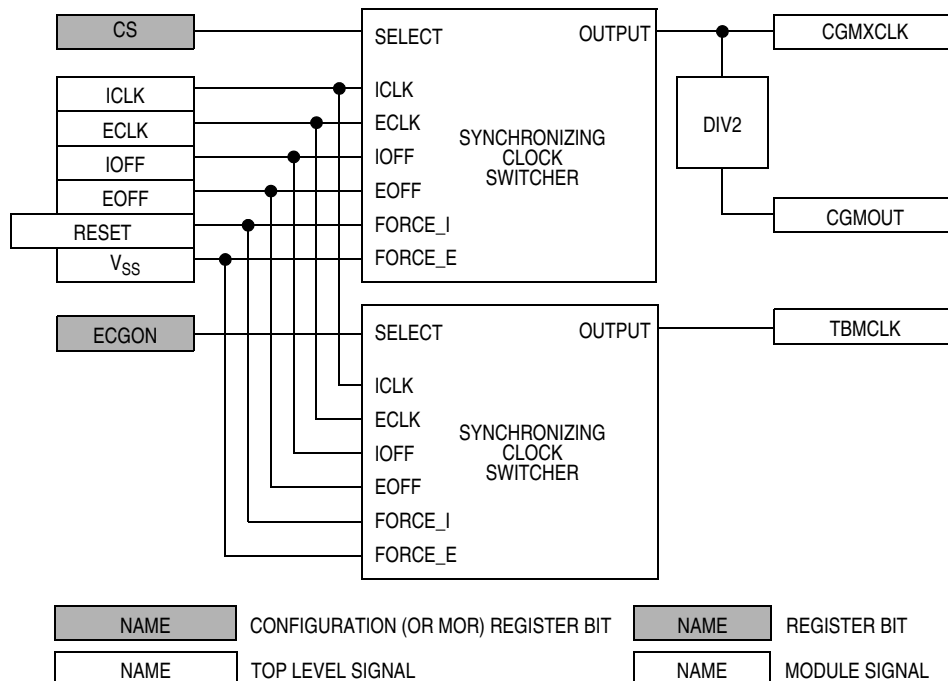 CS
SELECT
OUTPUT
CGMXCLK
ICLK
ICLK
ECLK
ECLK
IOFF
IOFF
EOFF
EOFF
RESET
FORCE_I
VSS
FORCE_E
SYNCHRONIZING
CLOCK
SWITCHER
DIV2
CGMOUT
ECGON
SELECT
OUTPUT
TBMCLK
ICLK
ECLK
IOFF
EOFF
FORCE_I
FORCE_E
SYNCHRONIZING
CLOCK
SWITCHER
NAME CONFIGURATION (OR MOR) REGISTER BIT
NAME REGISTER BIT
NAME TOP LEVEL SIGNAL
NAME MODULE SIGNAL